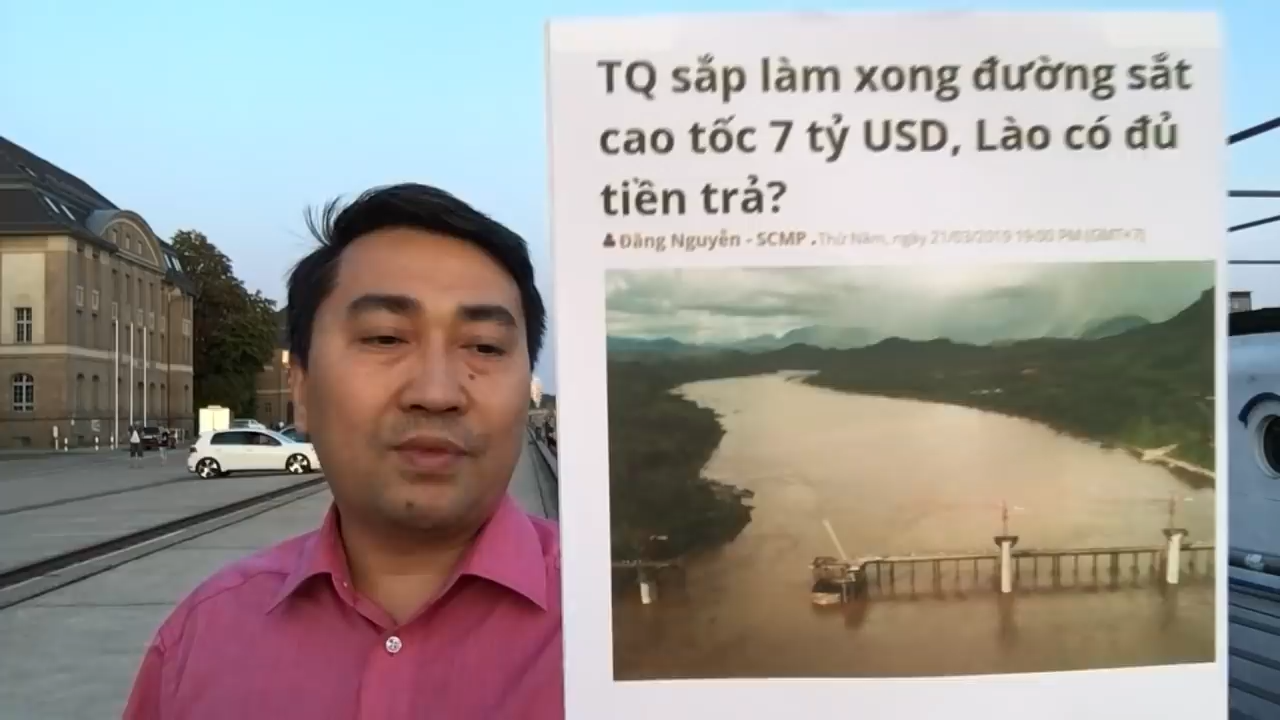 TQ sắp làm xong đường sắt
cao tốc 7 tỷ USD, Lào có đủ
tiền trả?
Đăng Nguyễn - SCMP . Thứ Năm, ngày 21/03/2019 19:00 PM (GMT+7)